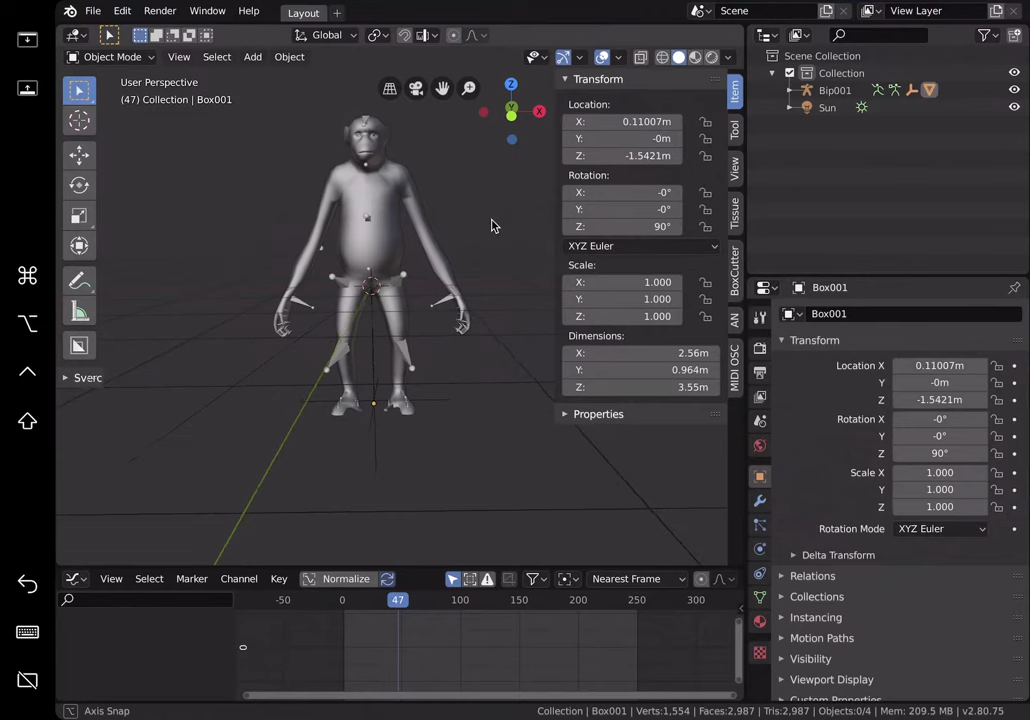 File Edit Render Window Help
Layout +
Scene
View Layer
Global
Object Mode View Select Add Object
User Perspective
(47) Collection | Box001
Z
Y
X
Sverc
Transform
Location:
X: 0.11007m
Y: -0m
Z: -1.5421m
Rotation:
X: -0°
Y: -0°
Z: 90°
XYZ Euler
Scale:
X: 1.000
Y: 1.000
Z: 1.000
Dimensions:
X: 2.56m
Y: 0.964m
Z: 3.55m
Properties
Item
Tool
View
Tissue
BoxCutter
AN
MIDI OSC
Scene Collection
Collection
Bip001
Sun
Box001
Box001
Transform
Location X 0.11007m
Y -0m
Z -1.5421m
Rotation X -0°
Y -0°
Z 90°
Scale X 1.000
Y 1.000
Z 1.000
Rotation Mode XYZ Euler
Delta Transform
Relations
Collections
Instancing
Motion Paths
Visibility
Viewport Display
Custom Properties
View Select Marker Channel Key Normalize Nearest Frame
-50 0 47 100 150 200 250 300
Axis Snap
Collection | Box001 | Verts:1,554 | Faces:2,987 | Tris:2,987 | Objects:0/4 | Mem: 209.5 MB | v2.80.75